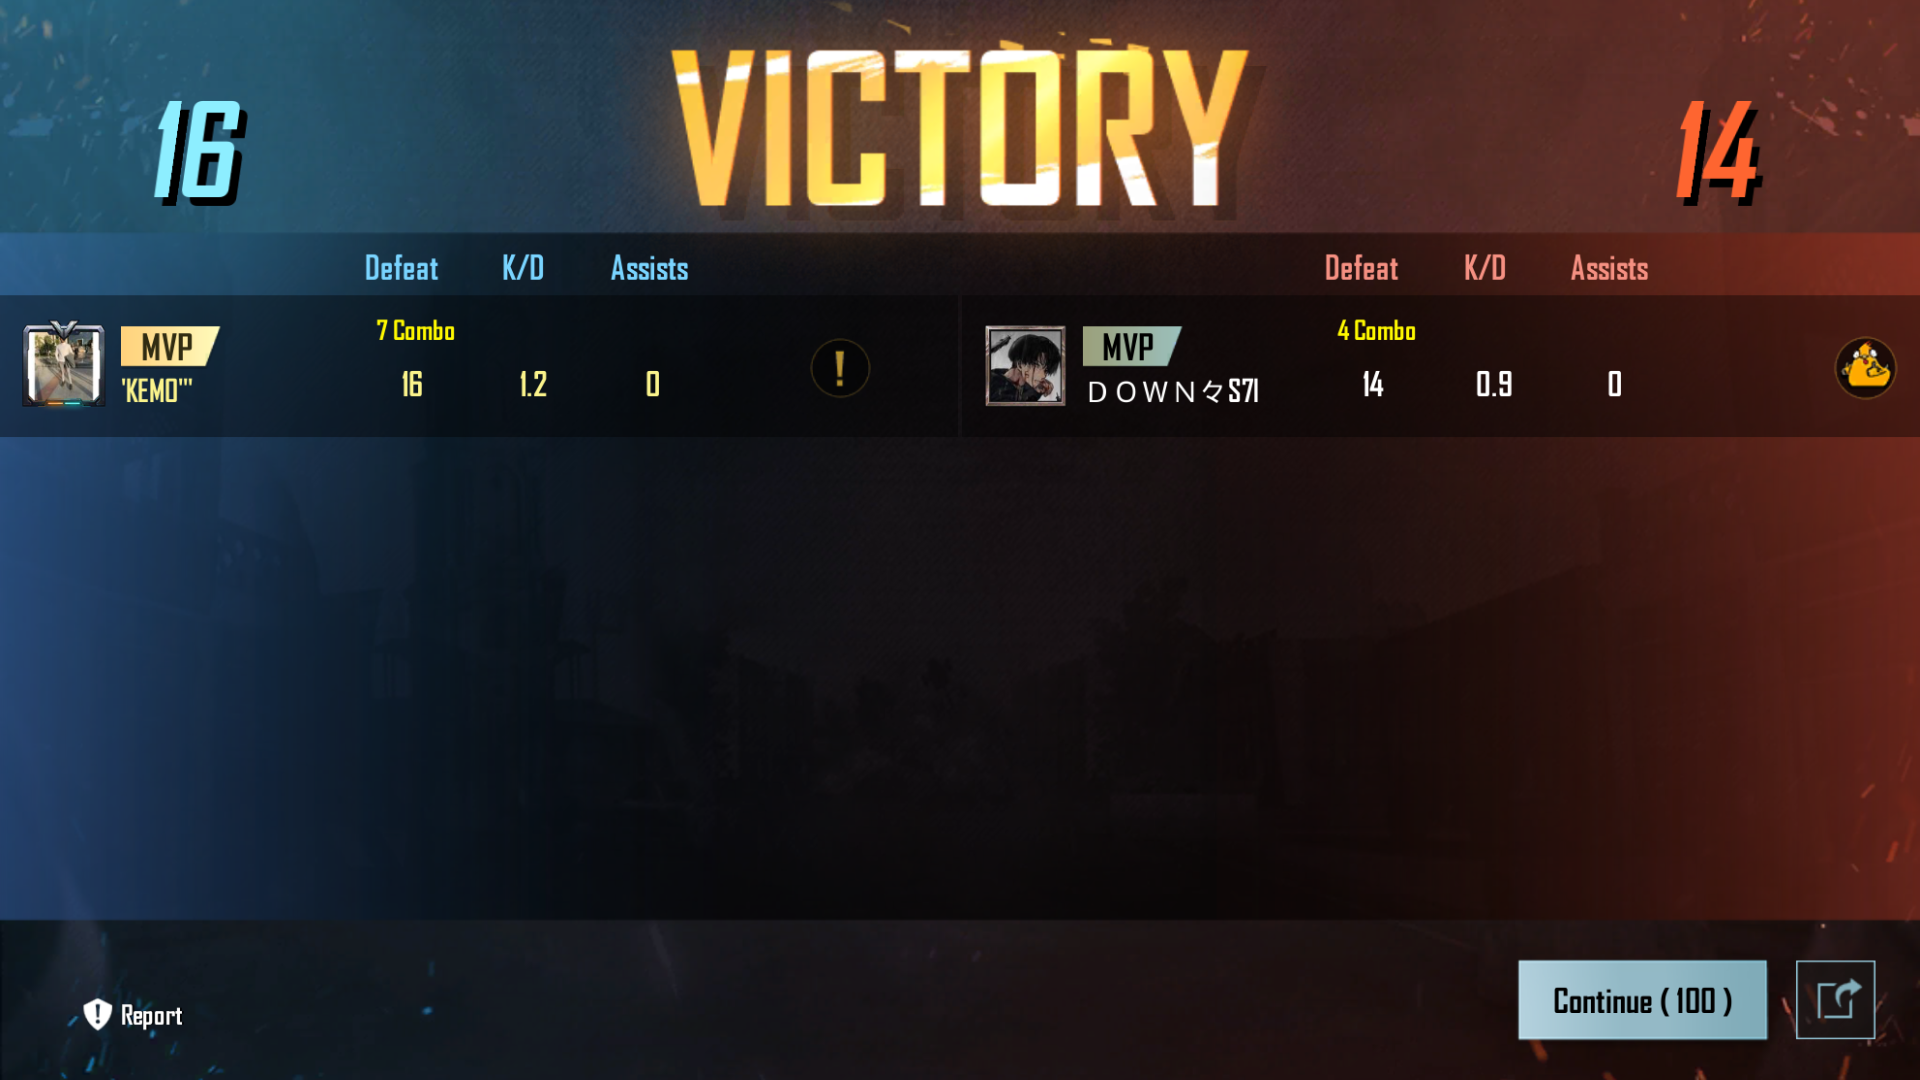 VICTORY
16
14
Defeat K/D Assists
Defeat K/D Assists
MVP
7 Combo
'KEMO'''
16 1.2 0
MVP
4 Combo
ＤＯＷＮ々S71
14 0.9 0
Report
Continue ( 100 )